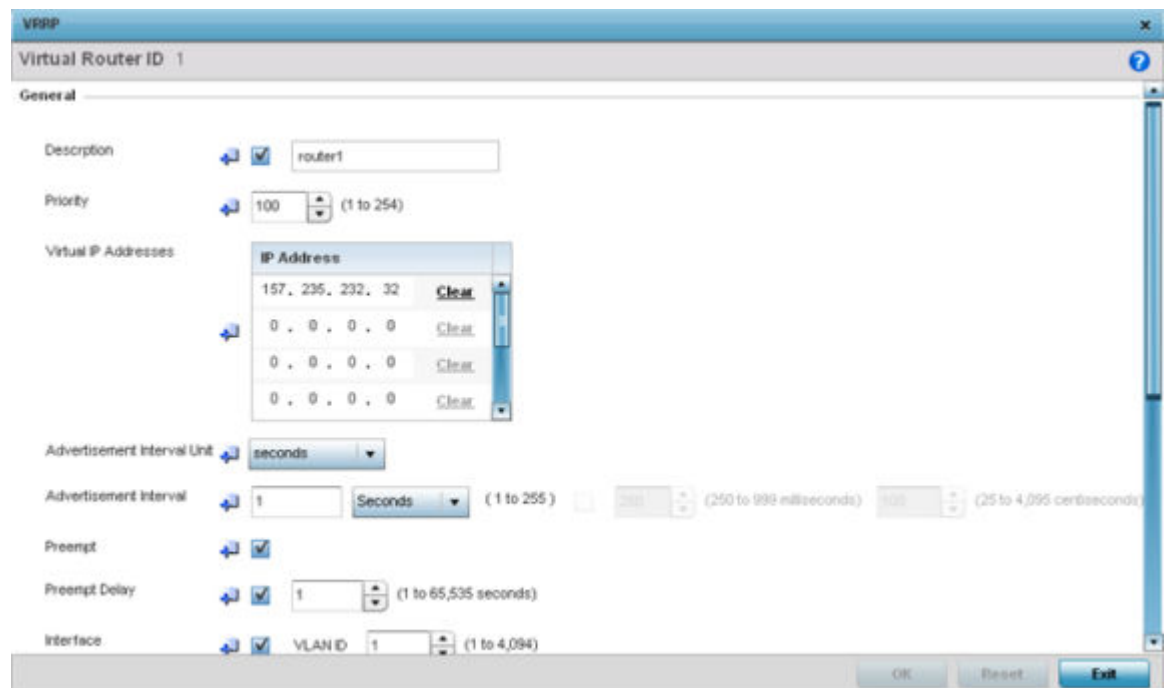 VRRP
Virtual Router ID 1
General
Descrption
router1
Priority
100 (1 to 254)
Virtual IP Addresses
IP Address
157. 235. 232. 32 Clear
0 . 0 . 0 . 0 Clear
0 . 0 . 0 . 0 Clear
0 . 0 . 0 . 0 Clear
Advertisement Interval Unit seconds
Advertisement Interval 1 Seconds ( 1 to 255 ) (250 to 999 milliseconds) 100 (25 to 4,095 centiseconds)
Preempt
Preempt Delay 1 (1 to 65,535 seconds)
Interface VLAN ID 1 (1 to 4,094)
OK Reset Exit